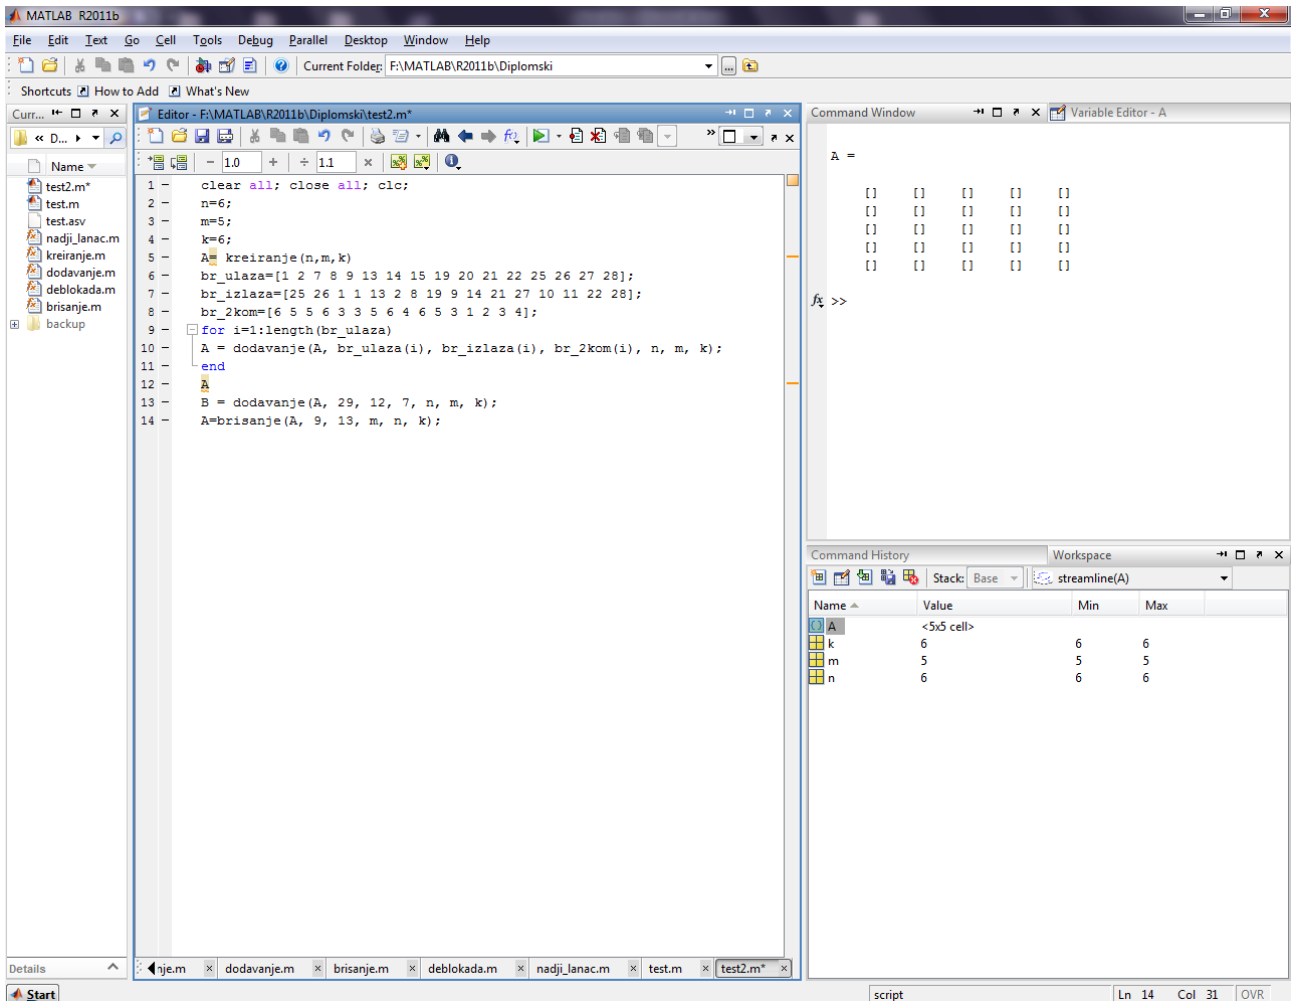 MATLAB R2011b
File Edit Text Go Cell Tools Debug Parallel Desktop Window Help
Current Folder: F:\MATLAB\R2011b\Diplomski
Shortcuts How to Add What's New
Curr...
« D...
Name
test2.m*
test.m
test.asv
nadji_lanac.m
kreiranje.m
dodavanje.m
deblokada.m
brisanje.m
backup
Details
Editor - F:\MATLAB\R2011b\Diplomski\test2.m*
- 1.0 + ÷ 1.1 ×
1 - clear all; close all; clc;
2 - n=6;
3 - m=5;
4 - k=6;
5 - A= kreiranje(n,m,k)
6 - br_ulaza=[1 2 7 8 9 13 14 15 19 20 21 22 25 26 27 28];
7 - br_izlaza=[25 26 1 1 13 2 8 19 9 14 21 27 10 11 22 28];
8 - br_2kom=[6 5 5 6 3 3 5 6 4 6 5 3 1 2 3 4];
9 - for i=1:length(br_ulaza)
10 - A = dodavanje(A, br_ulaza(i), br_izlaza(i), br_2kom(i), n, m, k);
11 - end
12 - A
13 - B = dodavanje(A, 29, 12, 7, n, m, k);
14 - A=brisanje(A, 9, 13, m, n, k);
nje.m dodavanje.m brisanje.m deblokada.m nadji_lanac.m test.m test2.m*
Command Window Variable Editor - A
A =
[] [] [] [] []
[] [] [] [] []
[] [] [] [] []
[] [] [] [] []
[] [] [] [] []
fx >>
Command History Workspace
Stack: Base streamline(A)
Name Value Min Max
A <5x5 cell>
k 6 6 6
m 5 5 5
n 6 6 6
Start script Ln 14 Col 31 OVR